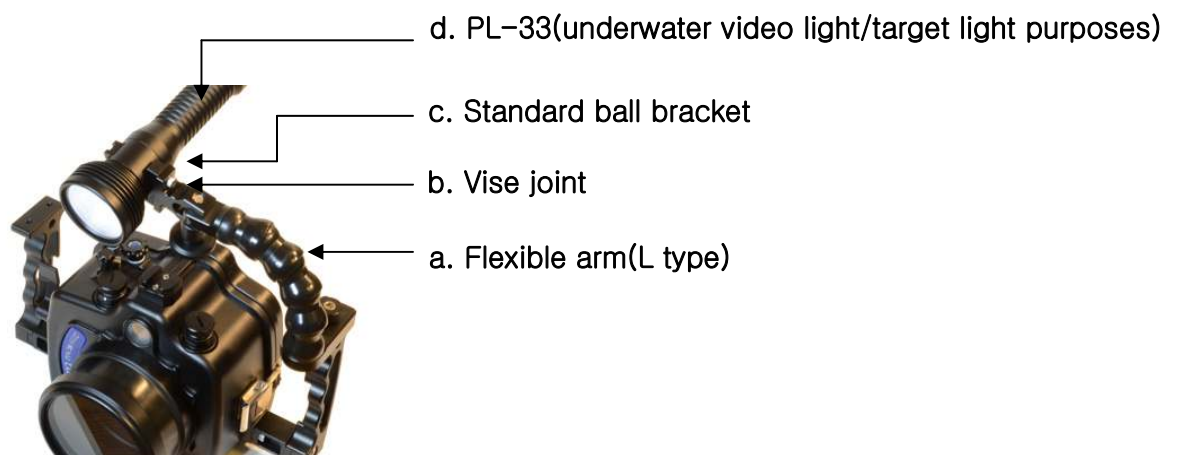 d. PL-33(underwater video light/target light purposes)
c. Standard ball bracket
b. Vise joint
a. Flexible arm(L type)